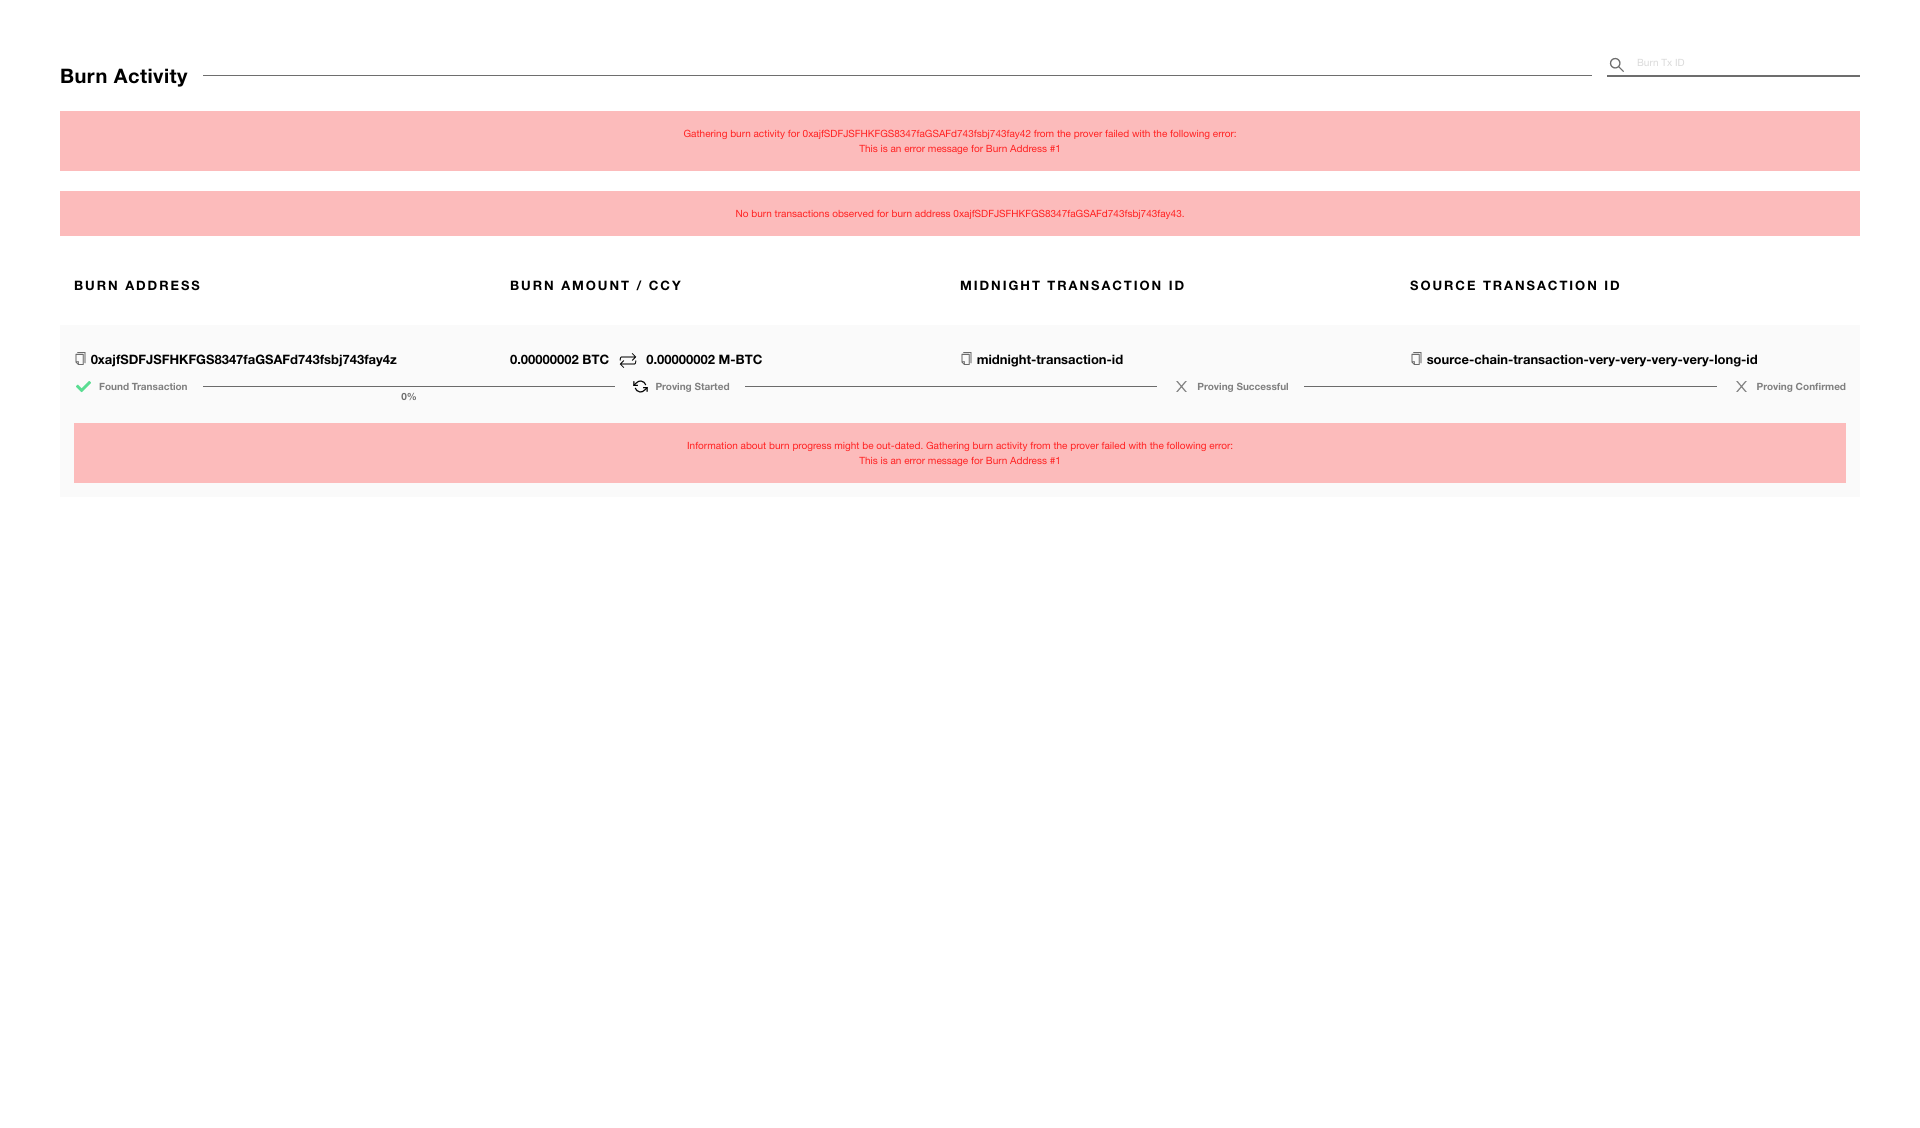 Burn Activity
Burn Tx ID
Gathering burn activity for 0xajfSDFJSFHKFGS8347faGSAFd743fsbj743fay42 from the prover failed with the following error:
This is an error message for Burn Address #1
No burn transactions observed for burn address 0xajfSDFJSFHKFGS8347faGSAFd743fsbj743fay43.
BURN ADDRESS
BURN AMOUNT / CCY
MIDNIGHT TRANSACTION ID
SOURCE TRANSACTION ID
0xajfSDFJSFHKFGS8347faGSAFd743fsbj743fay4z
0.00000002 BTC
0.00000002 M-BTC
midnight-transaction-id
source-chain-transaction-very-very-very-very-long-id
Found Transaction
0%
Proving Started
Proving Successful
Proving Confirmed
Information about burn progress might be out-dated. Gathering burn activity from the prover failed with the following error:
This is an error message for Burn Address #1